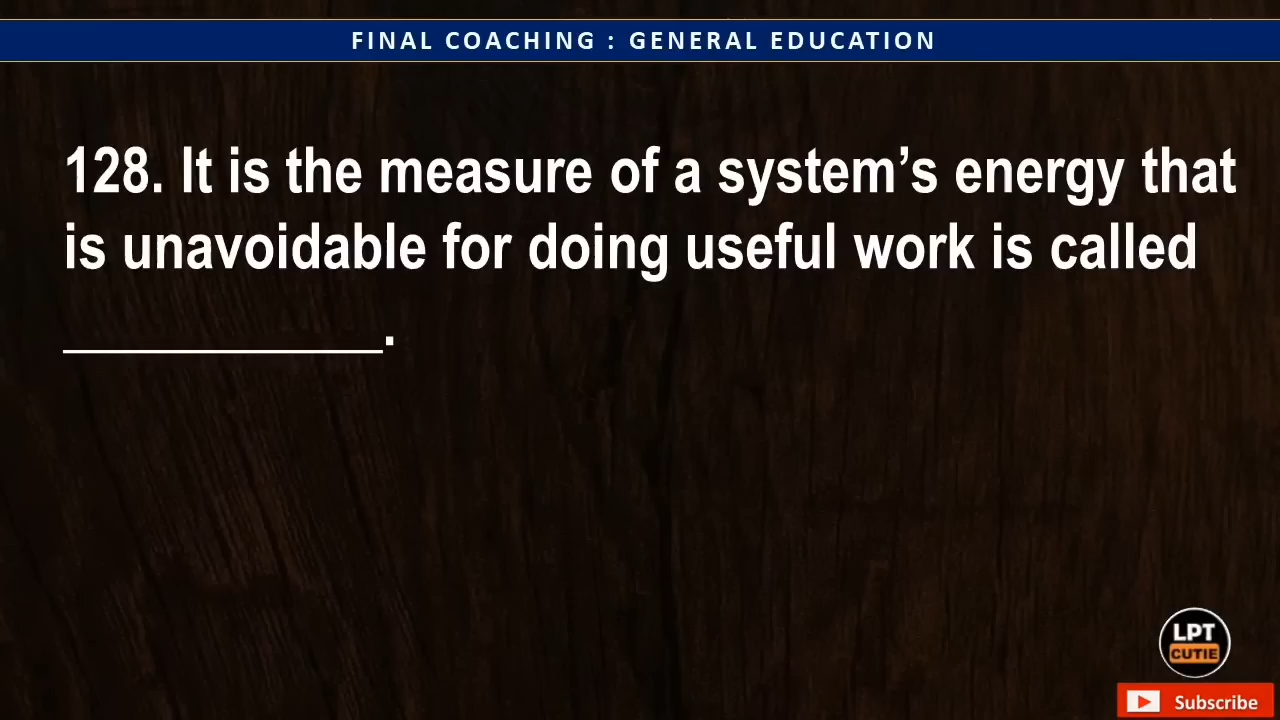 FINAL COACHING : GENERAL EDUCATION
128. It is the measure of a system’s energy that
is unavoidable for doing useful work is called
____________.
LPT
CUTIE
Subscribe